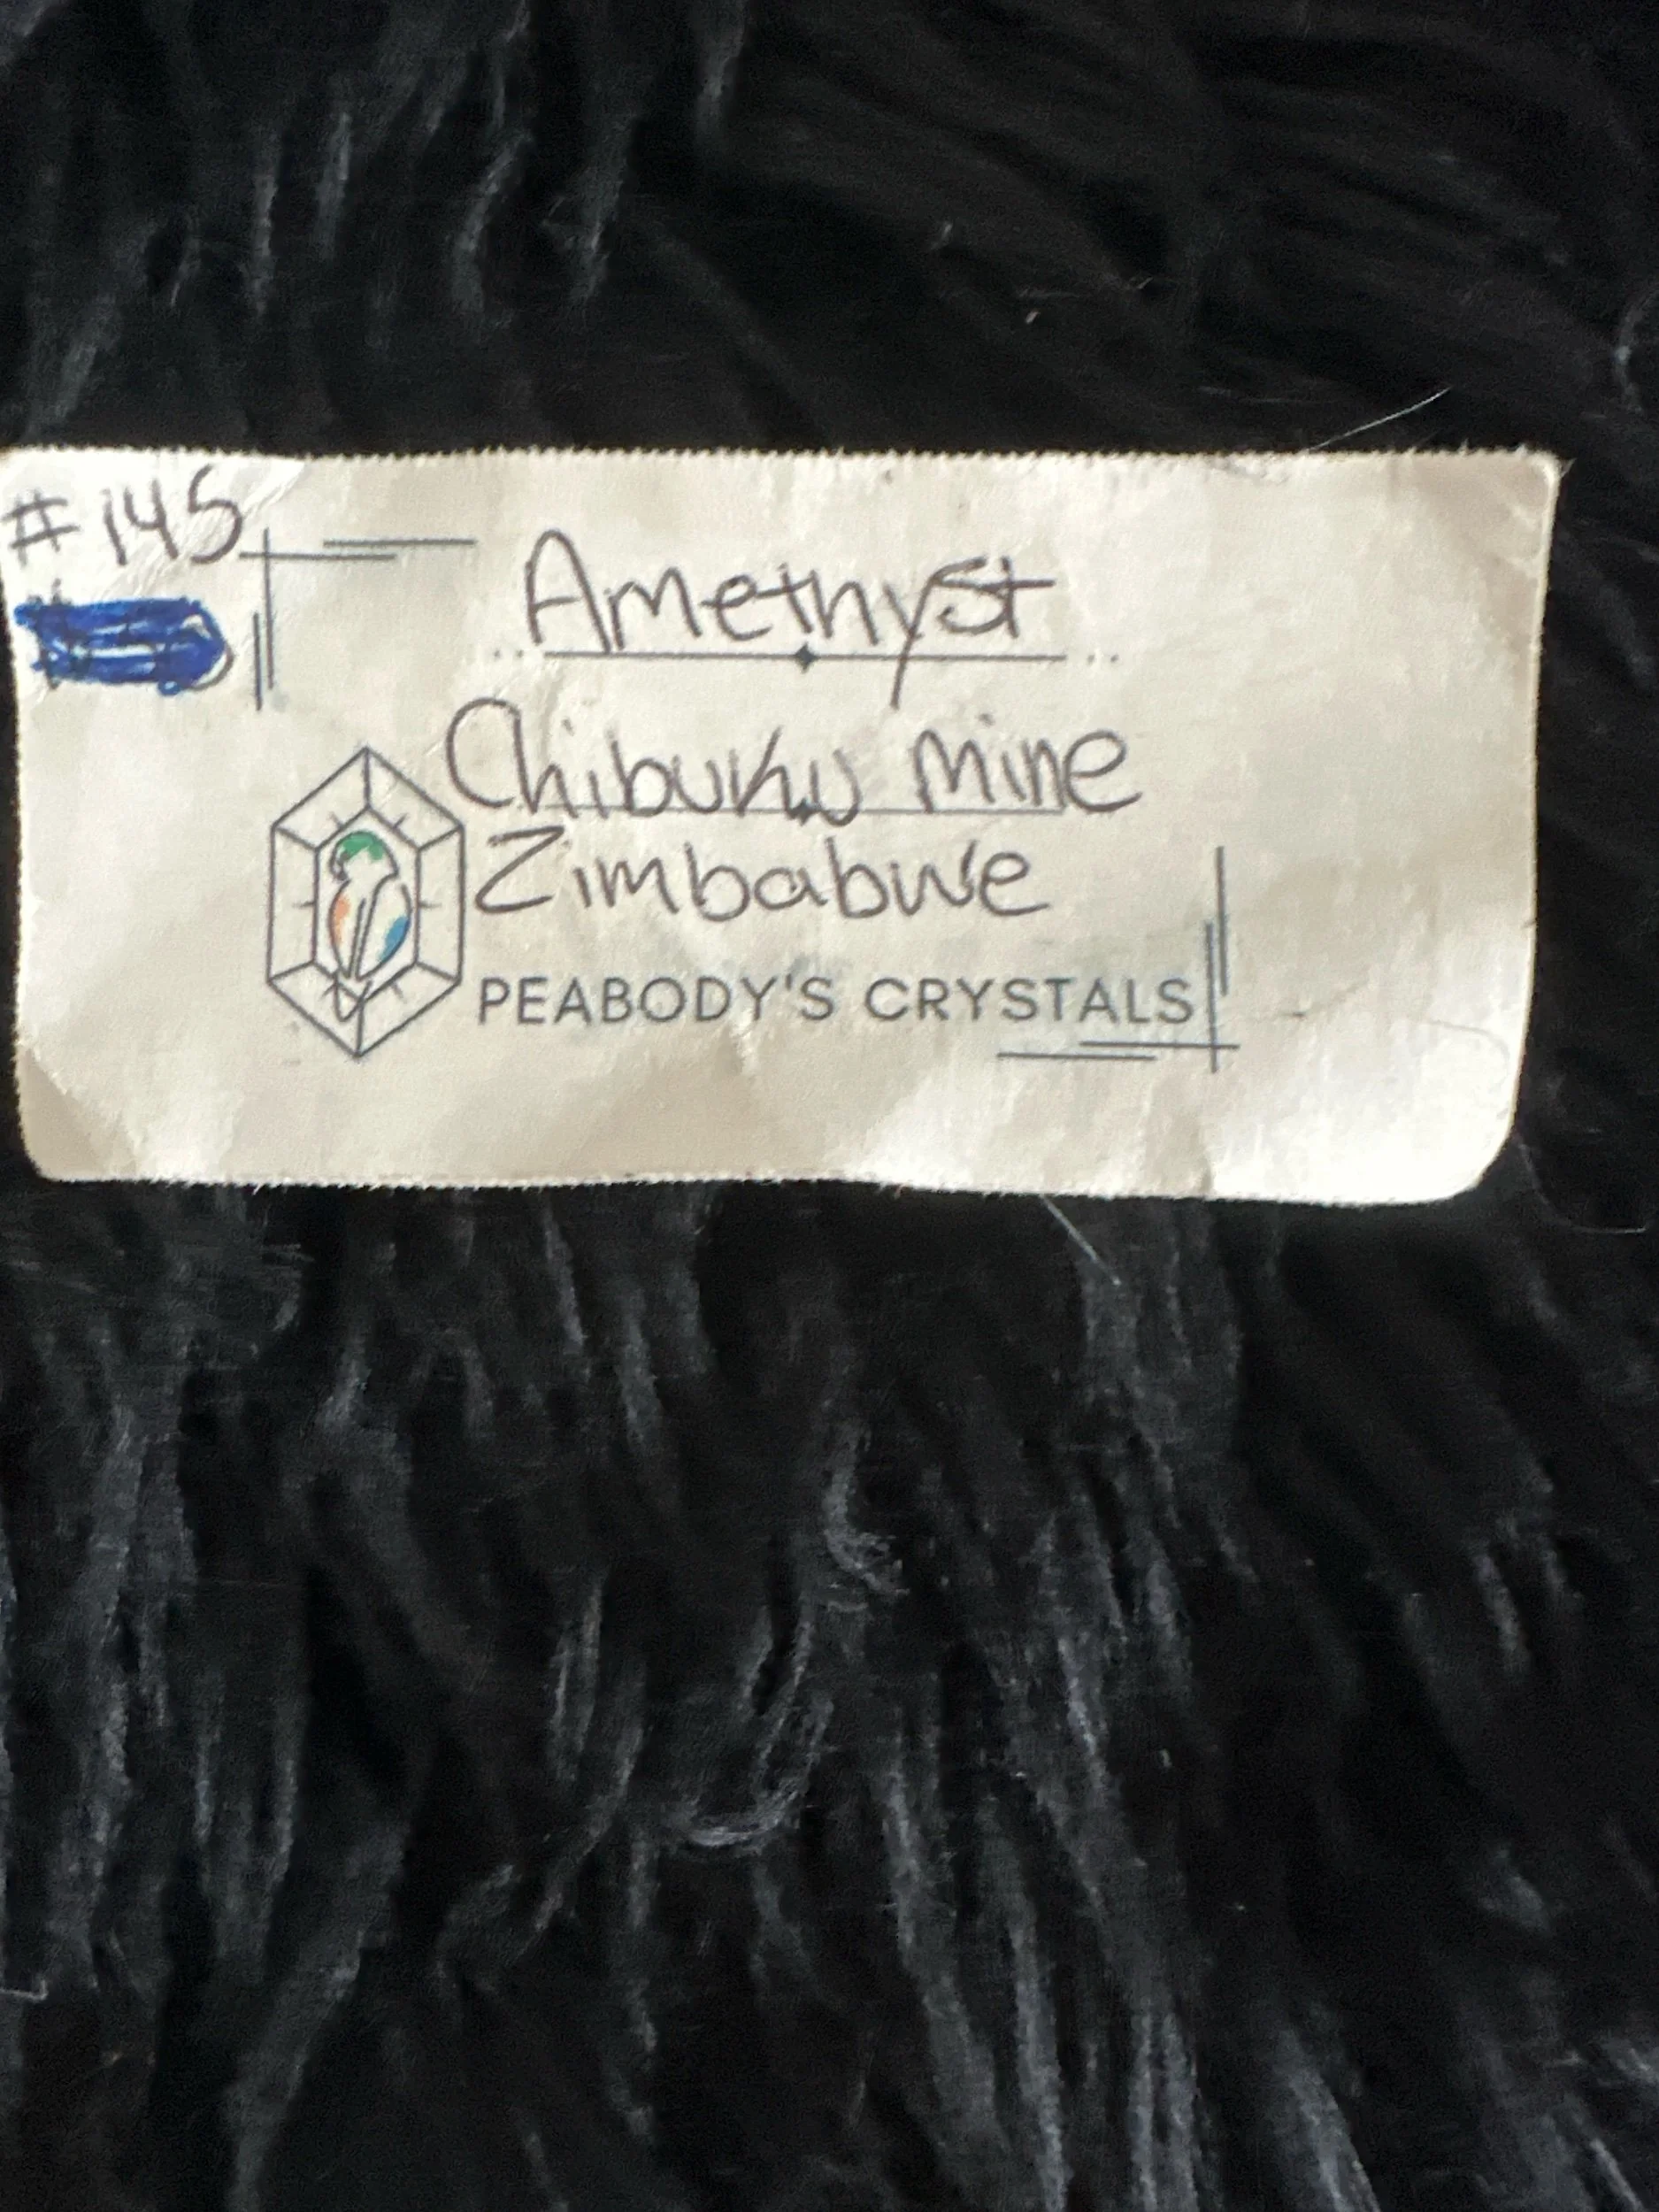 #145
Amethyst
Chibuku Mine
Zimbabwe
PEABODY'S CRYSTALS